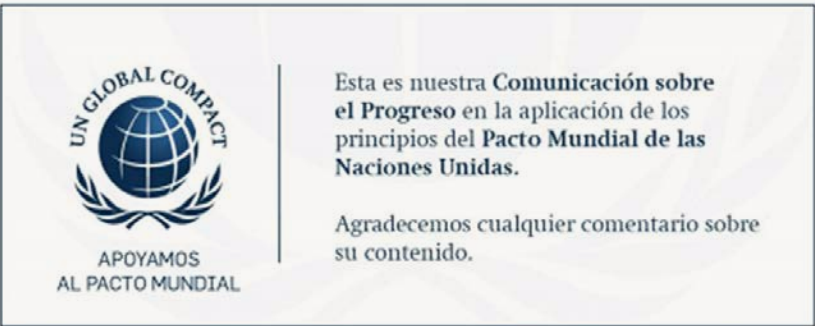 UN GLOBAL COMPACT
APOYAMOS
AL PACTO MUNDIAL
Esta es nuestra Comunicación sobre
el Progreso en la aplicación de los
principios del Pacto Mundial de las
Naciones Unidas.
Agradecemos cualquier comentario sobre
su contenido.